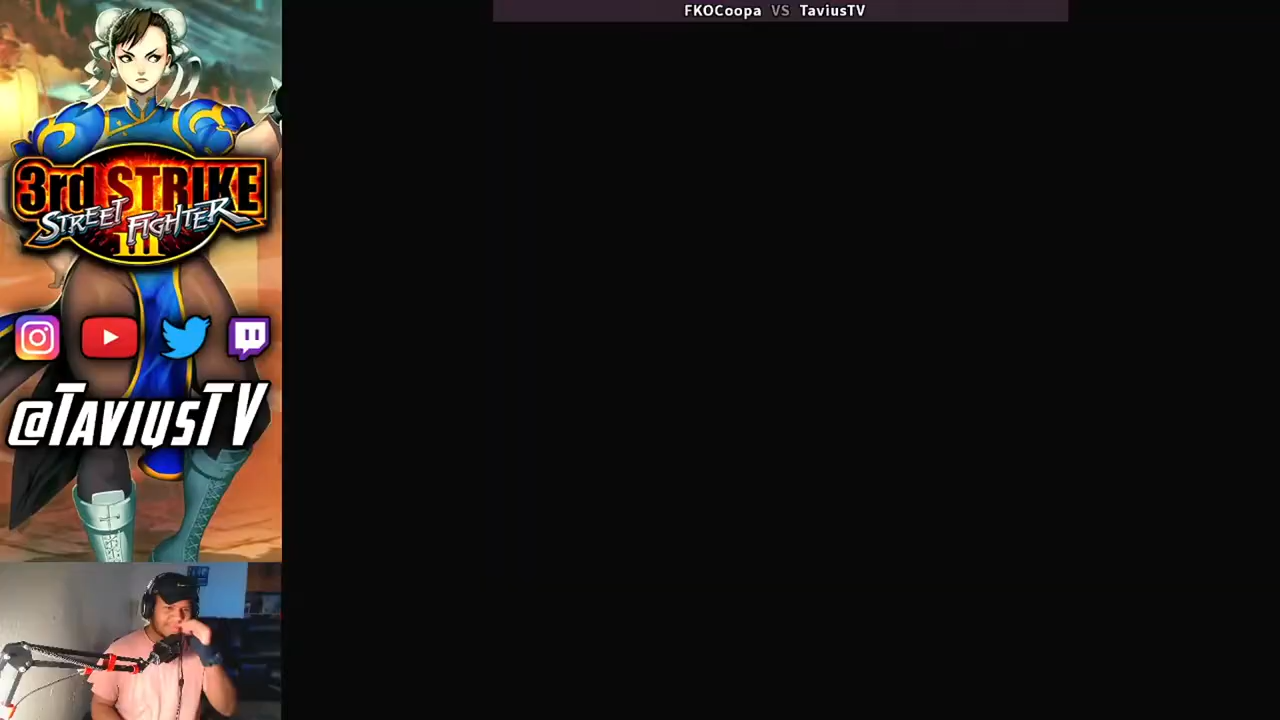 FKOCoopa VS TaviusTV
3rd STRIKE
STREET FIGHTER
III
@TaviusTV